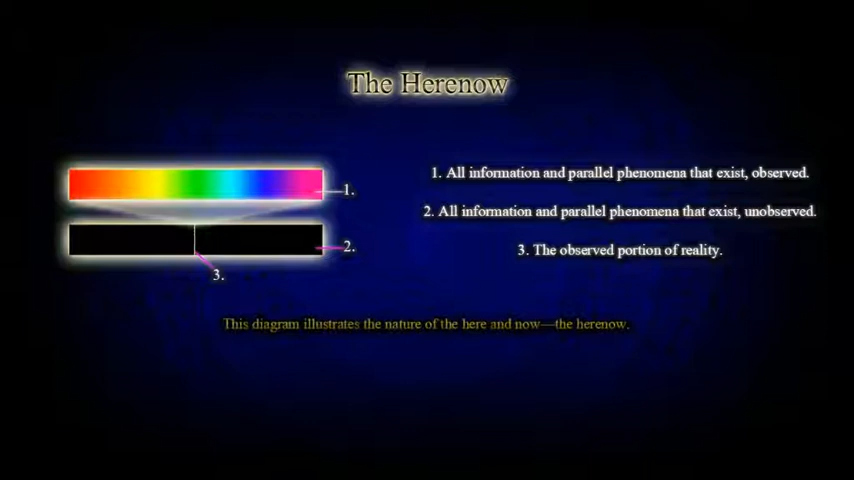 The Herenow
1.
1. All information and parallel phenomena that exist, observed.
2. All information and parallel phenomena that exist, unobserved.
2.
3. The observed portion of reality.
3.
This diagram illustrates the nature of the here and now—the herenow.